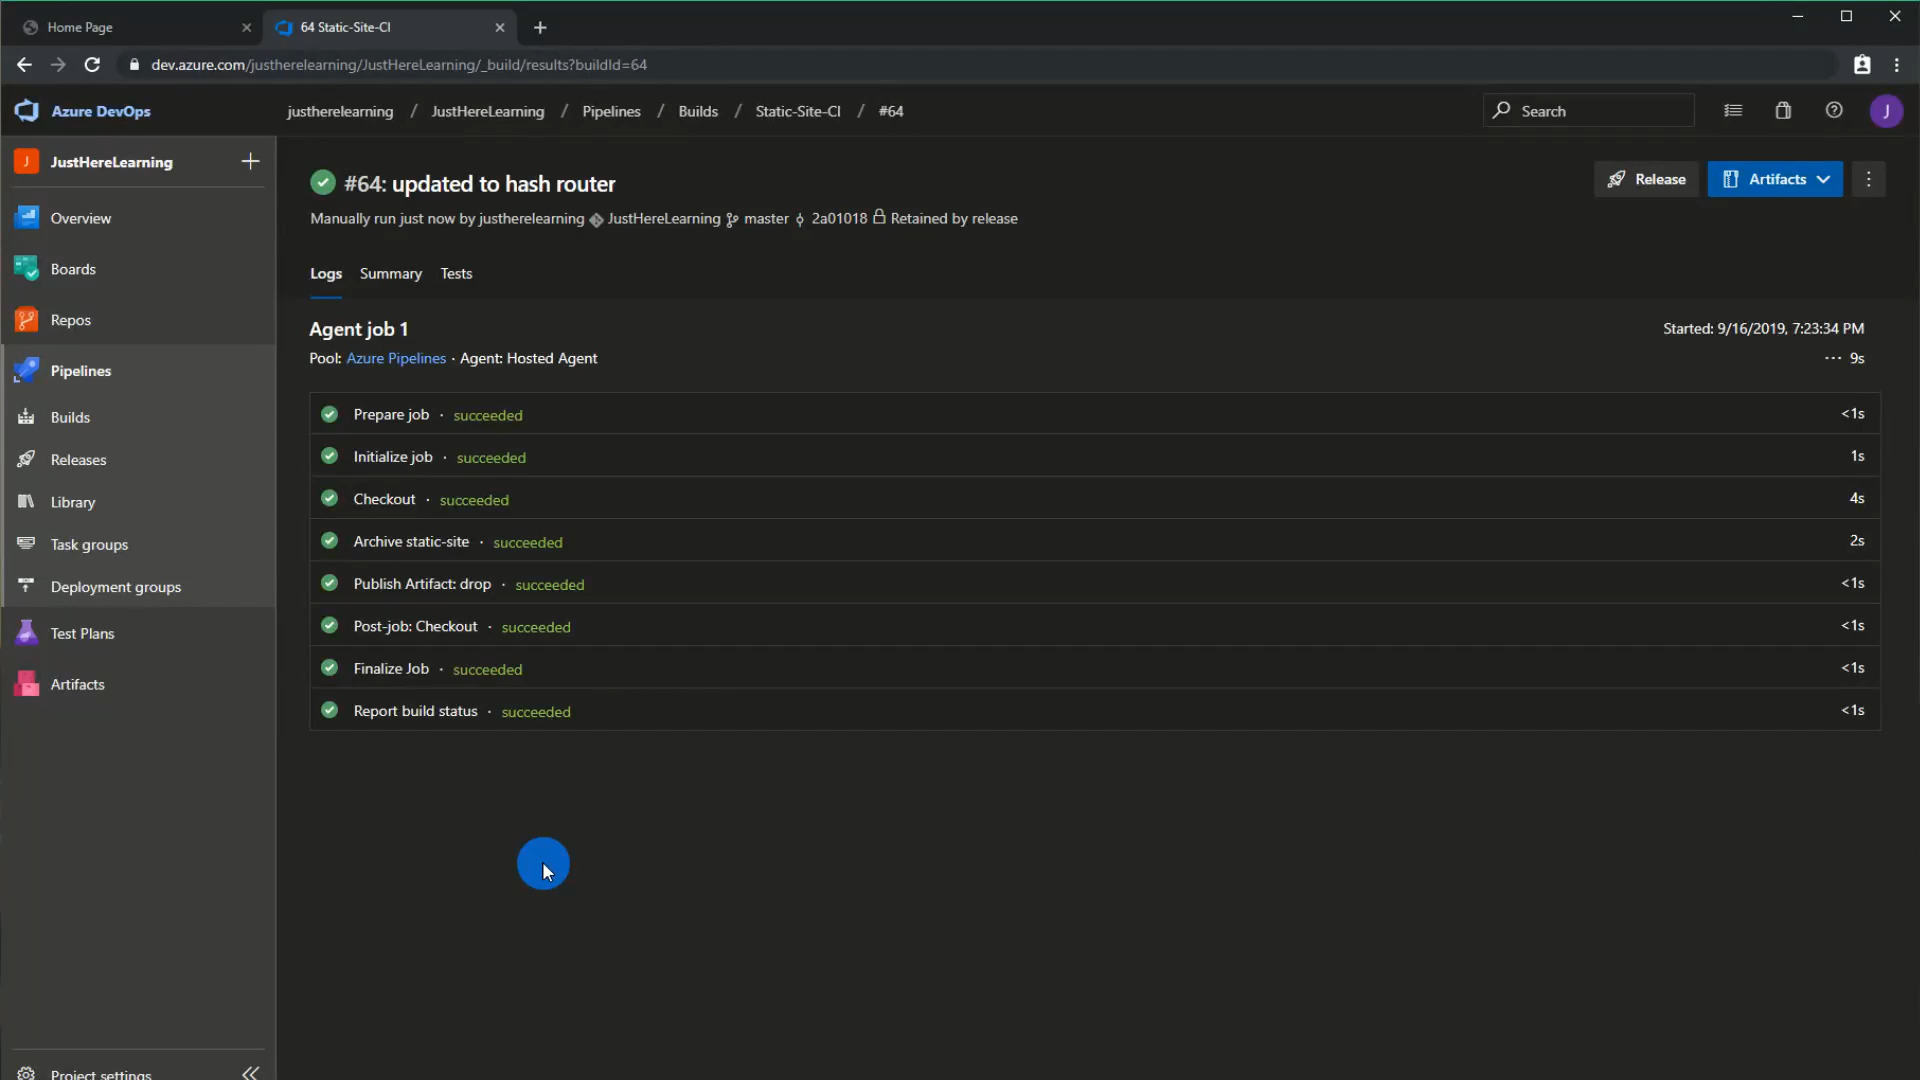 Home Page
64 Static-Site-CI
dev.azure.com/justherelearning/JustHereLearning/_build/results?buildId=64
Azure DevOps
justherelearning / JustHereLearning / Pipelines / Builds / Static-Site-CI / #64
Search
J
J JustHereLearning
Overview
Boards
Repos
Pipelines
Builds
Releases
Library
Task groups
Deployment groups
Test Plans
Artifacts
Project settings
#64: updated to hash router
Manually run just now by justherelearning JustHereLearning master 2a01018 Retained by release
Release
Artifacts
Logs Summary Tests
Agent job 1
Started: 9/16/2019, 7:23:34 PM
Pool: Azure Pipelines · Agent: Hosted Agent
··· 9s
Prepare job · succeeded <1s
Initialize job · succeeded 1s
Checkout · succeeded 4s
Archive static-site · succeeded 2s
Publish Artifact: drop · succeeded <1s
Post-job: Checkout · succeeded <1s
Finalize Job · succeeded <1s
Report build status · succeeded <1s